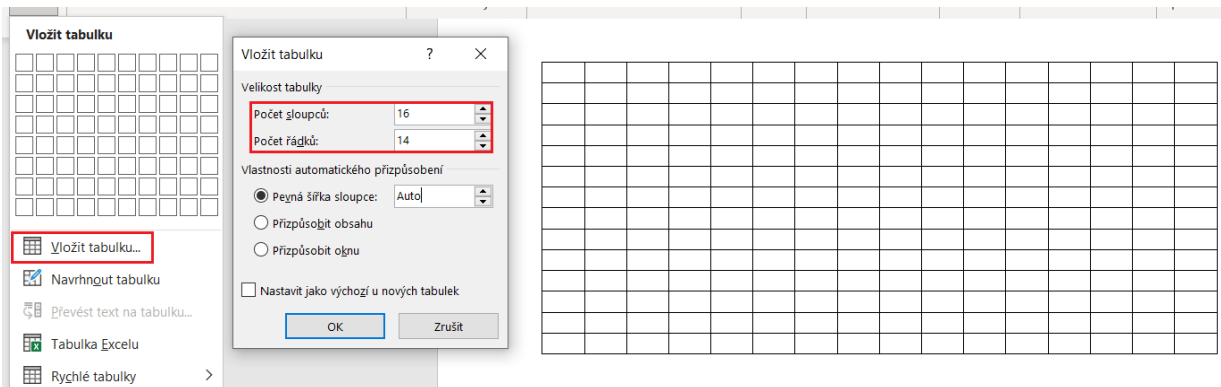 Vložit tabulku
Vložit tabulku... 
Navrhnout tabulku
Převést text na tabulku...
Tabulka Excelu
Rychlé tabulky
Vložit tabulku ?
Velikost tabulky
Počet sloupců: 16
Počet řádků: 14
Vlastnosti automatického přizpůsobení
Pevná šířka sloupce: Auto
Přizpůsobit obsahu
Přizpůsobit oknu
Nastavit jako výchozí u nových tabulek
OK Zrušit